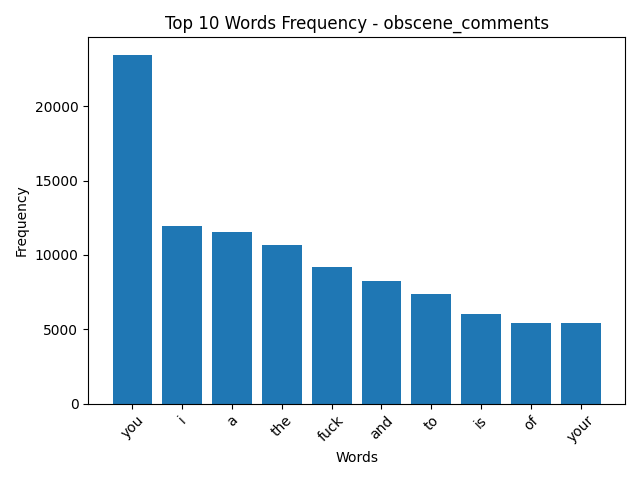 Top 10 Words Frequency - obscene_comments
Frequency
20000
15000
10000
5000
0
you
i
a
the
fuck
and
to
is
of
your
Words